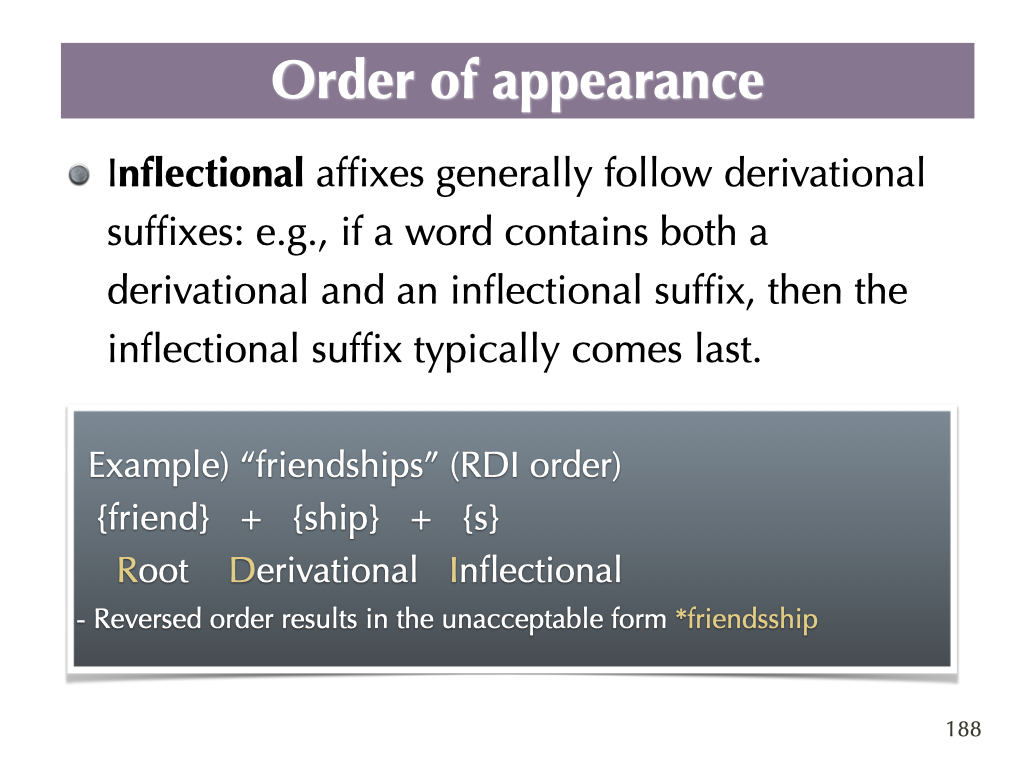 Order of appearance
Inflectional affixes generally follow derivational
suffixes: e.g., if a word contains both a
derivational and an inflectional suffix, then the
inflectional suffix typically comes last.
Example) “friendships” (RDI order)
{friend} + {ship} + {s}
Root Derivational Inflectional
- Reversed order results in the unacceptable form *friendsship
188